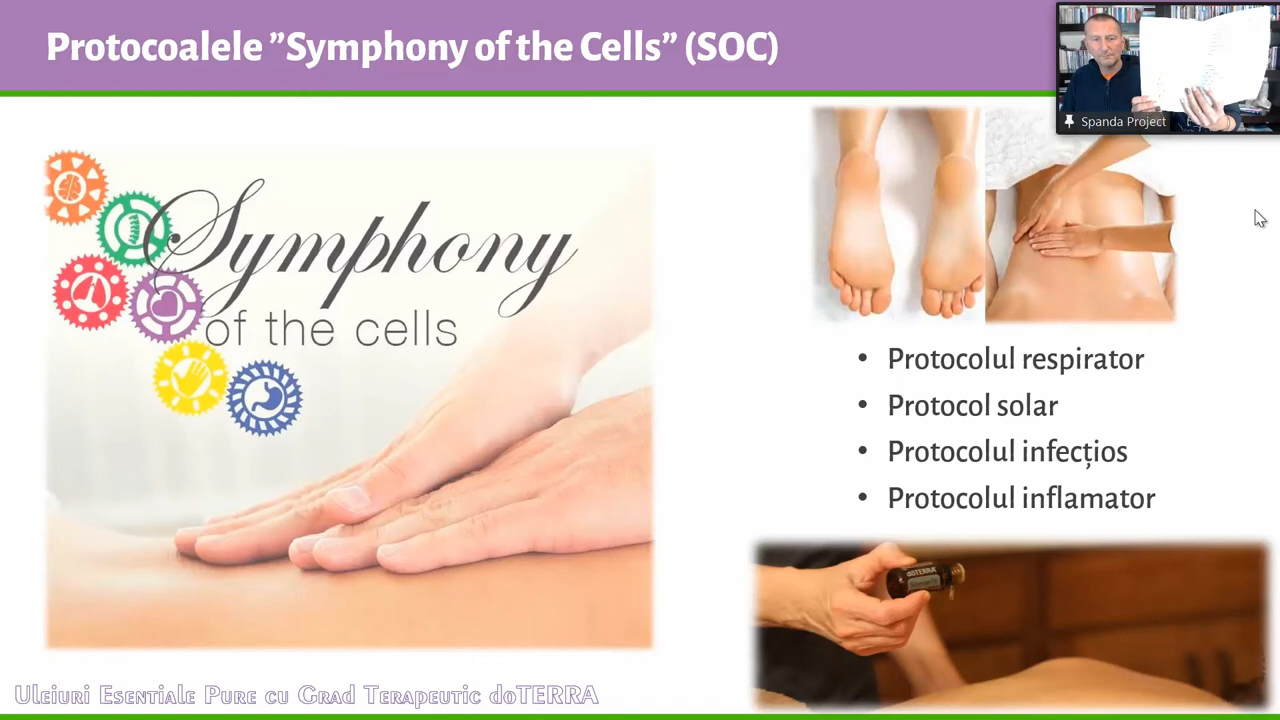 Protocoalele ”Symphony of the Cells” (SOC)
Spanda Project
Symphony
of the cells
• Protocolul respirator
• Protocol solar
• Protocolul infecțios
• Protocolul inflamator
doTERRA
Uleiuri Esentiale Pure cu Grad Terapeutic doTERRA